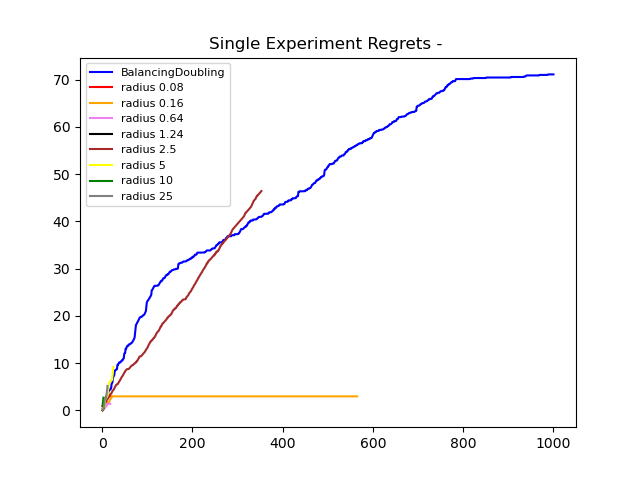 Single Experiment Regrets -
BalancingDoubling
radius 0.08
radius 0.16
radius 0.64
radius 1.24
radius 2.5
radius 5
radius 10
radius 25
70
60
50
40
30
20
10
0
0 200 400 600 800 1000